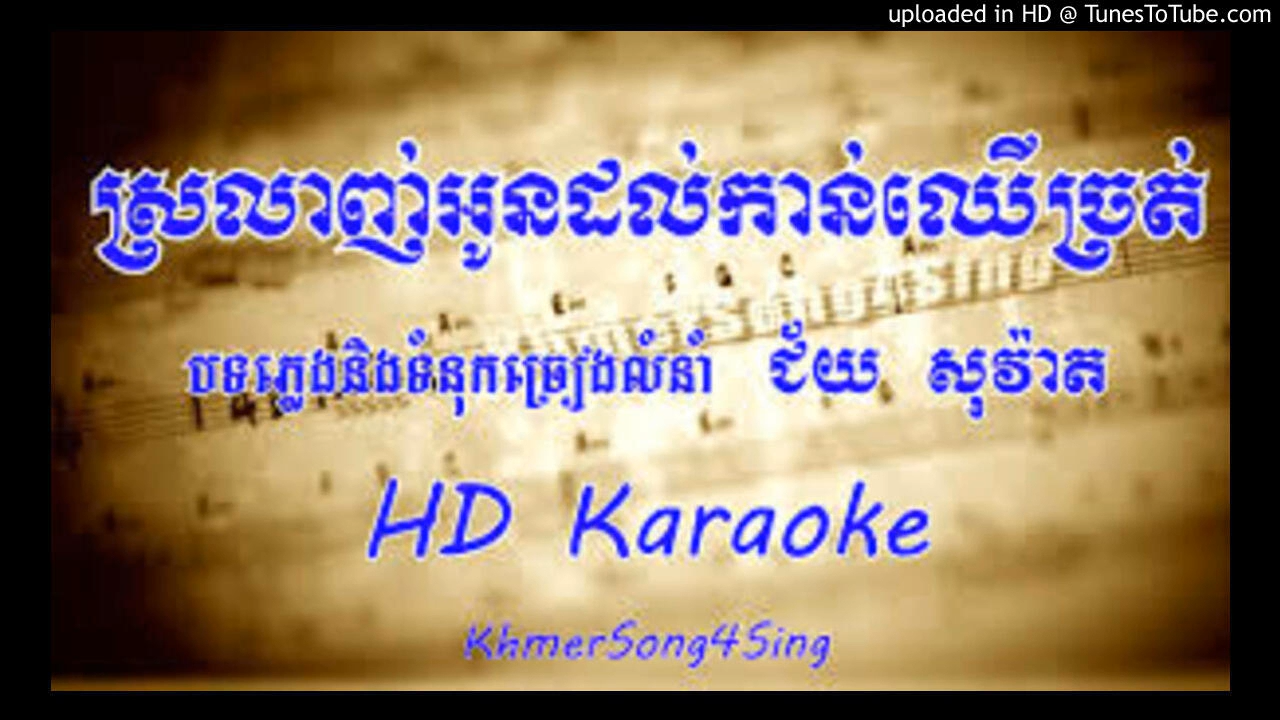 uploaded in HD @ TunesToTube.com
ស្រលាញ់អូនដល់កាន់ឈើច្រត់
KhmerSong4Sing
បទភ្លេងនិងទំនុកច្រៀងលំនាំ ជ័យ សុវ៉ាត
HD Karaoke
KhmerSong4Sing